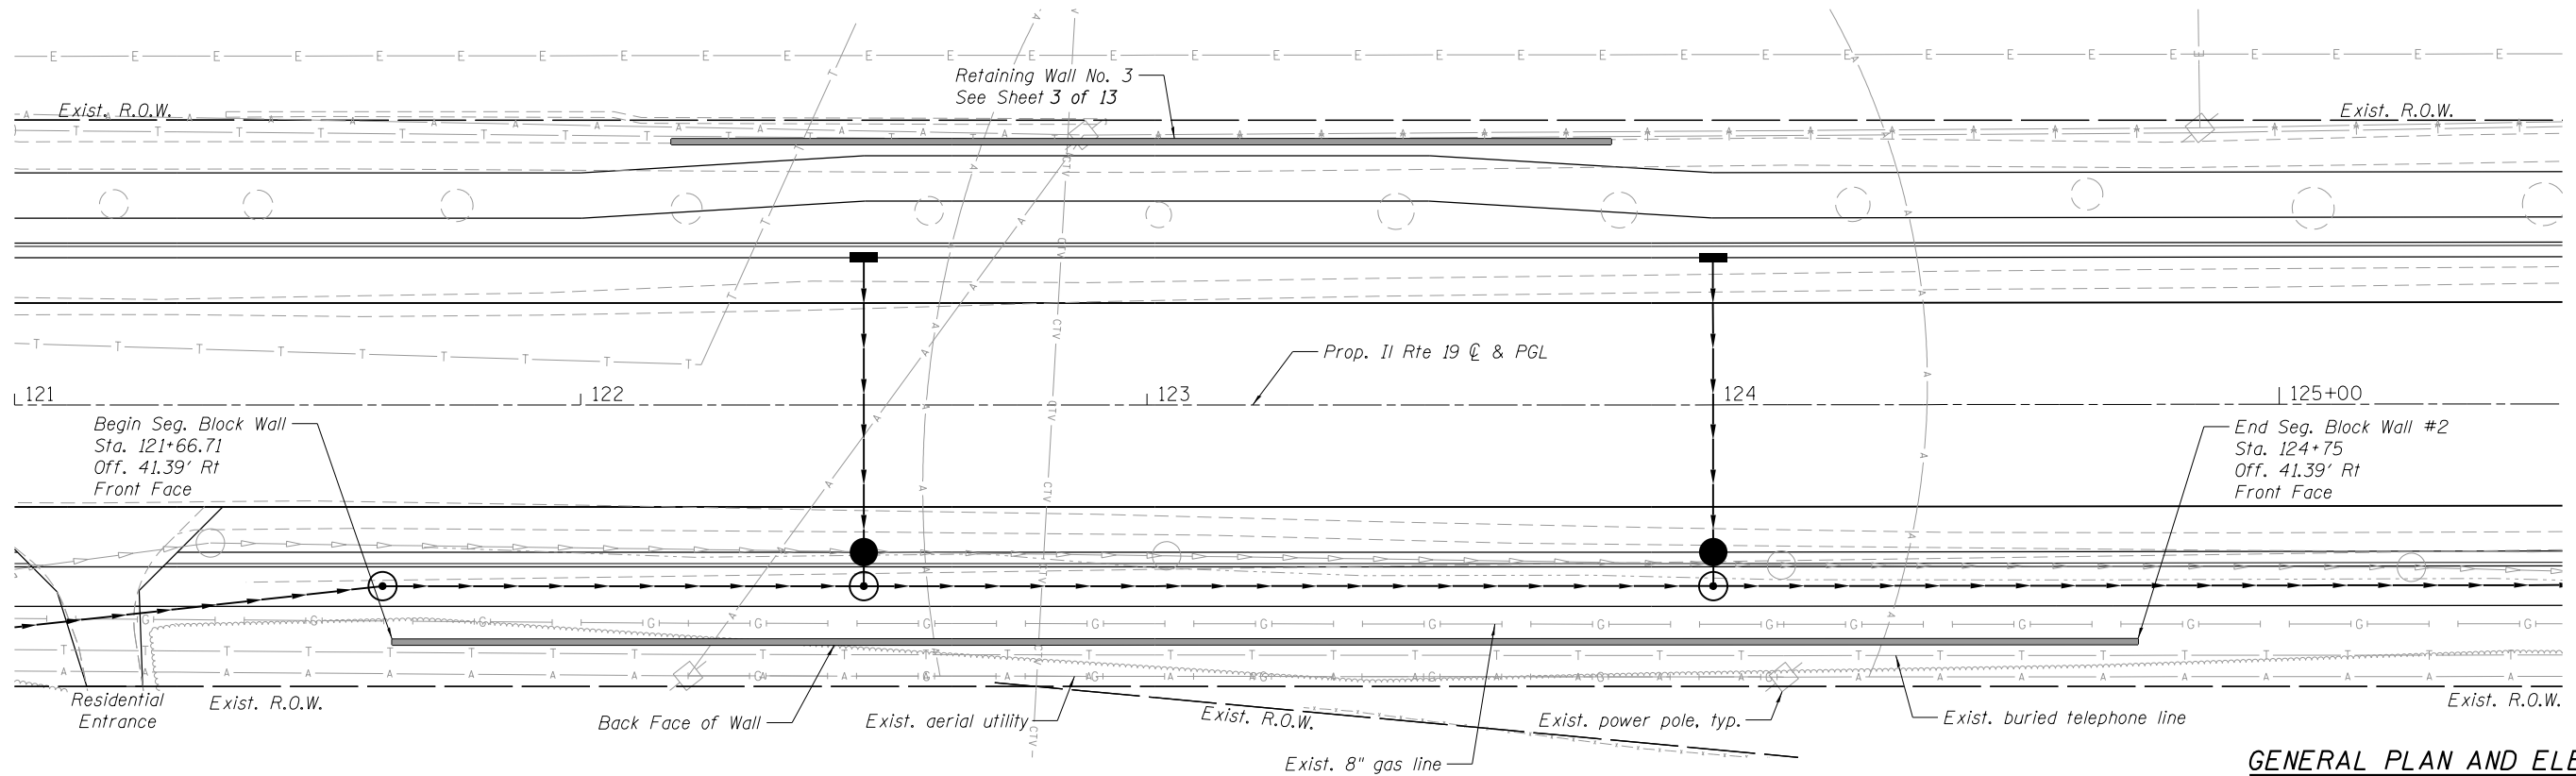 Retaining Wall No. 3
See Sheet 3 of 13
Exist. R.O.W.
Exist. R.O.W.
Prop. Il Rte 19 ℄ & PGL
121
122
123
124
125+00
Begin Seg. Block Wall
Sta. 121+66.71
Off. 41.39' Rt
Front Face
End Seg. Block Wall #2
Sta. 124+75
Off. 41.39' Rt
Front Face
Residential
Entrance
Exist. R.O.W.
Back Face of Wall
Exist. aerial utility
Exist. R.O.W.
Exist. 8" gas line
Exist. power pole, typ.
Exist. buried telephone line
Exist. R.O.W.
GENERAL PLAN AND ELE